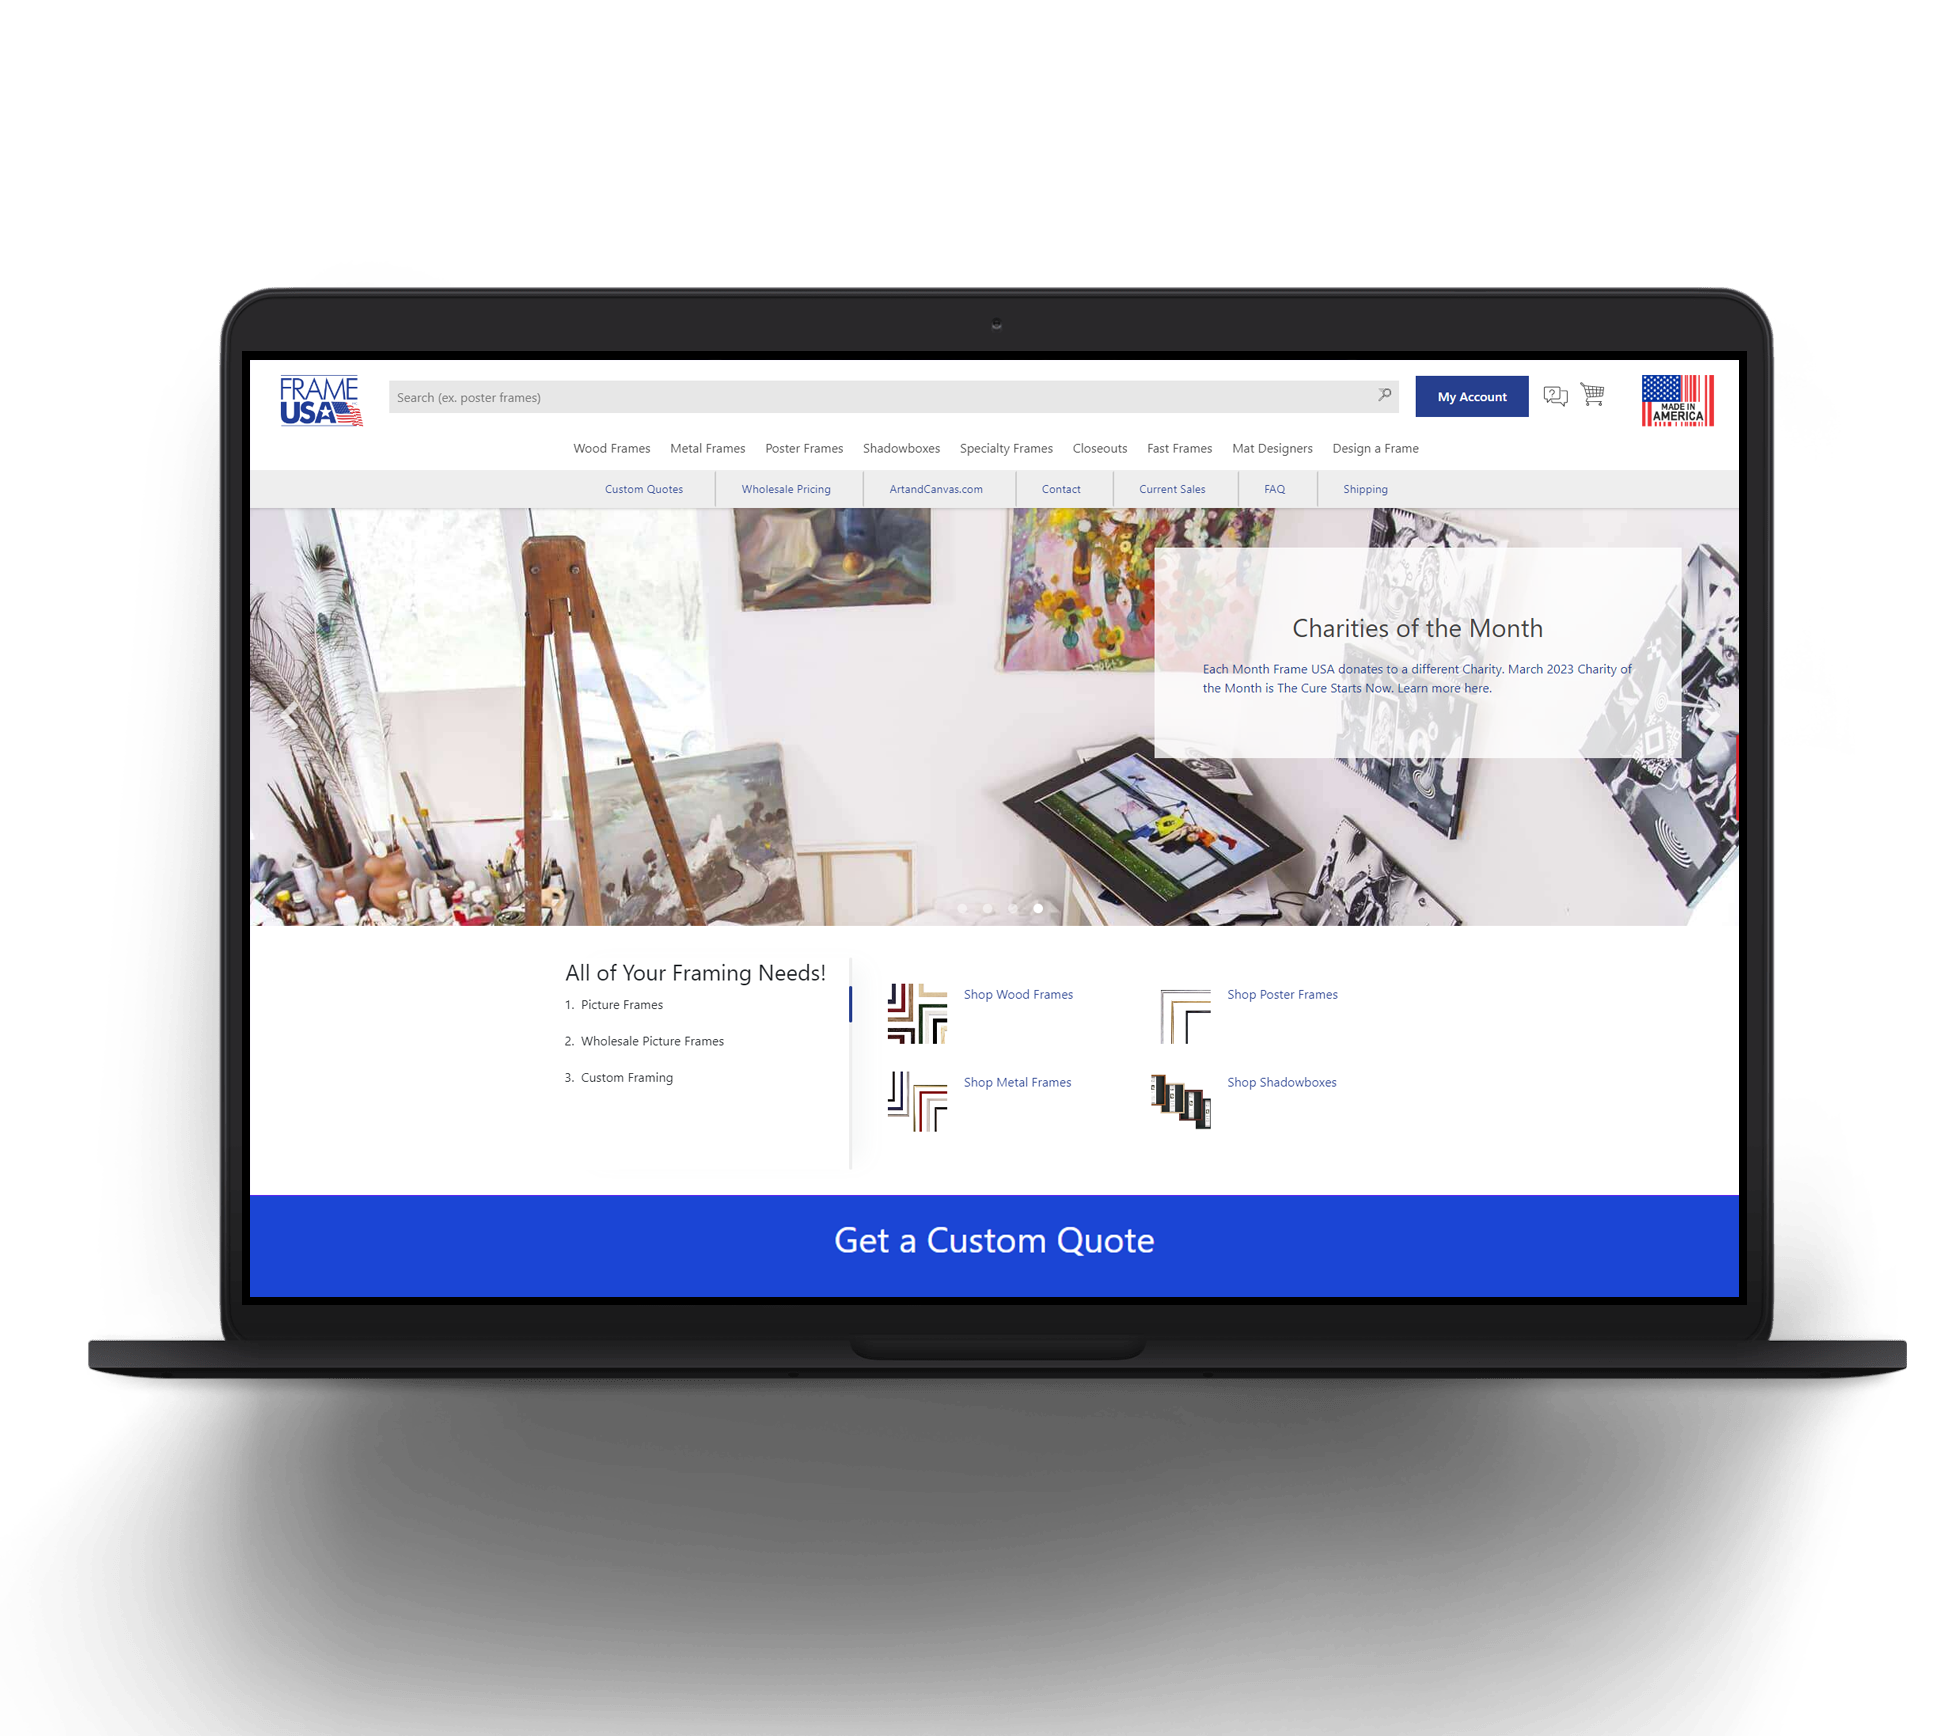 FRAME
USA
Search (ex. poster frames)
My Account
?
MADE IN
AMERICA
Wood Frames Metal Frames Poster Frames Shadowboxes Specialty Frames Closeouts Fast Frames Mat Designers Design a Frame
Custom Quotes Wholesale Pricing ArtandCanvas.com Contact Current Sales FAQ Shipping
Charities of the Month
Each Month Frame USA donates to a different Charity. March 2023 Charity of
the Month is The Cure Starts Now. Learn more here.
All of Your Framing Needs!
1. Picture Frames
2. Wholesale Picture Frames
3. Custom Framing
Shop Wood Frames
Shop Poster Frames
Shop Metal Frames
Shop Shadowboxes
Get a Custom Quote